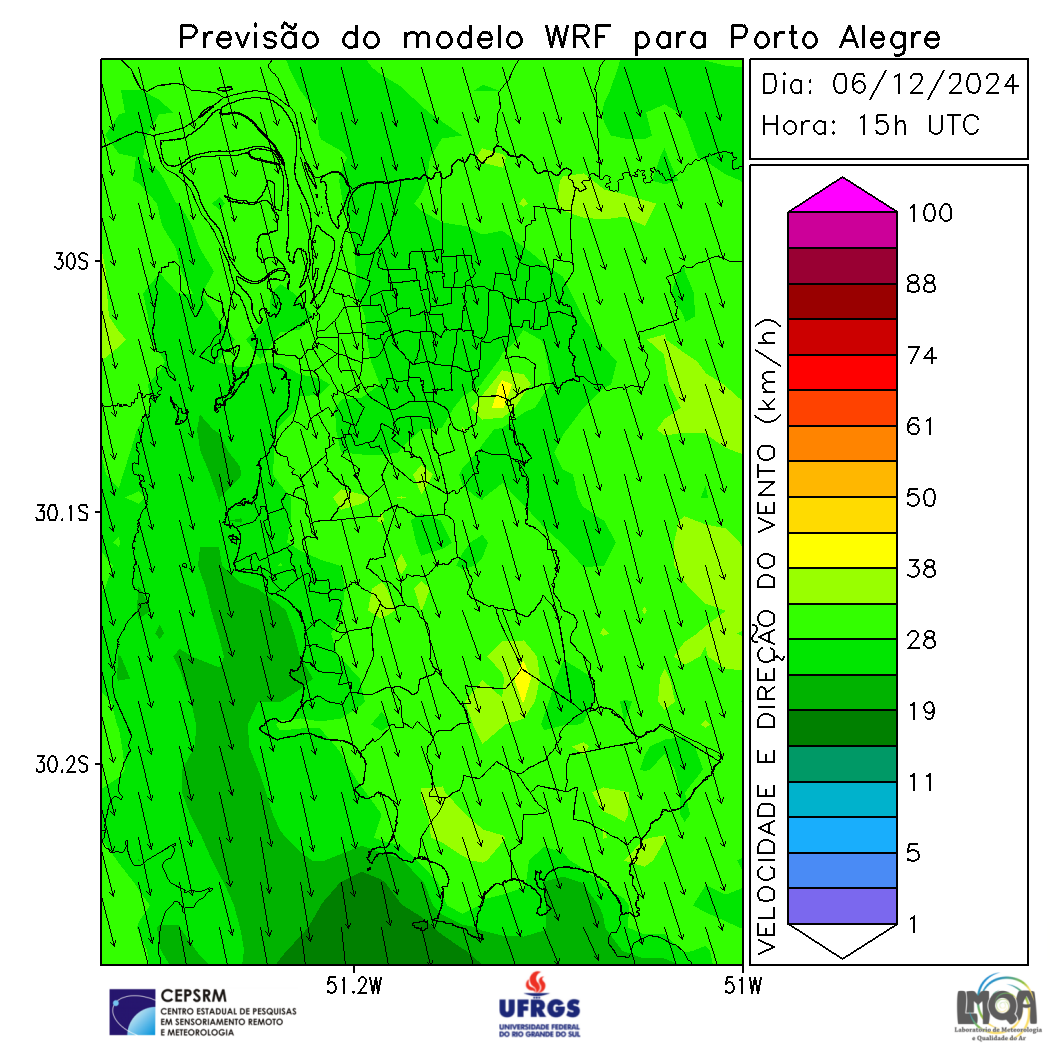 Previsão do modelo WRF para Porto Alegre
Dia: 06/12/2024
Hora: 15h UTC
30S
30.1S
30.2S
51.2W
51W
VELOCIDADE E DIREÇÃO DO VENTO (km/h)
100
88
74
61
50
38
28
19
11
5
1
CEPSRM
CENTRO ESTADUAL DE PESQUISAS
EM SENSORIAMENTO REMOTO
E METEOROLOGIA
UFRGS
UNIVERSIDADE FEDERAL
DO RIO GRANDE DO SUL
LMQA
Laboratório de Meteorologia
e Qualidade do Ar